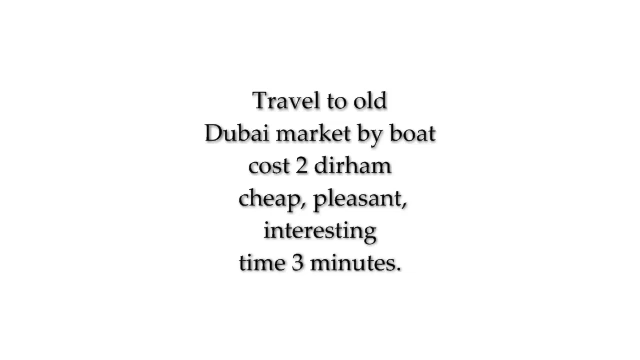 Travel to old
Dubai market by boat
cost 2 dirham
cheap, pleasant,
interesting
time 3 minutes.